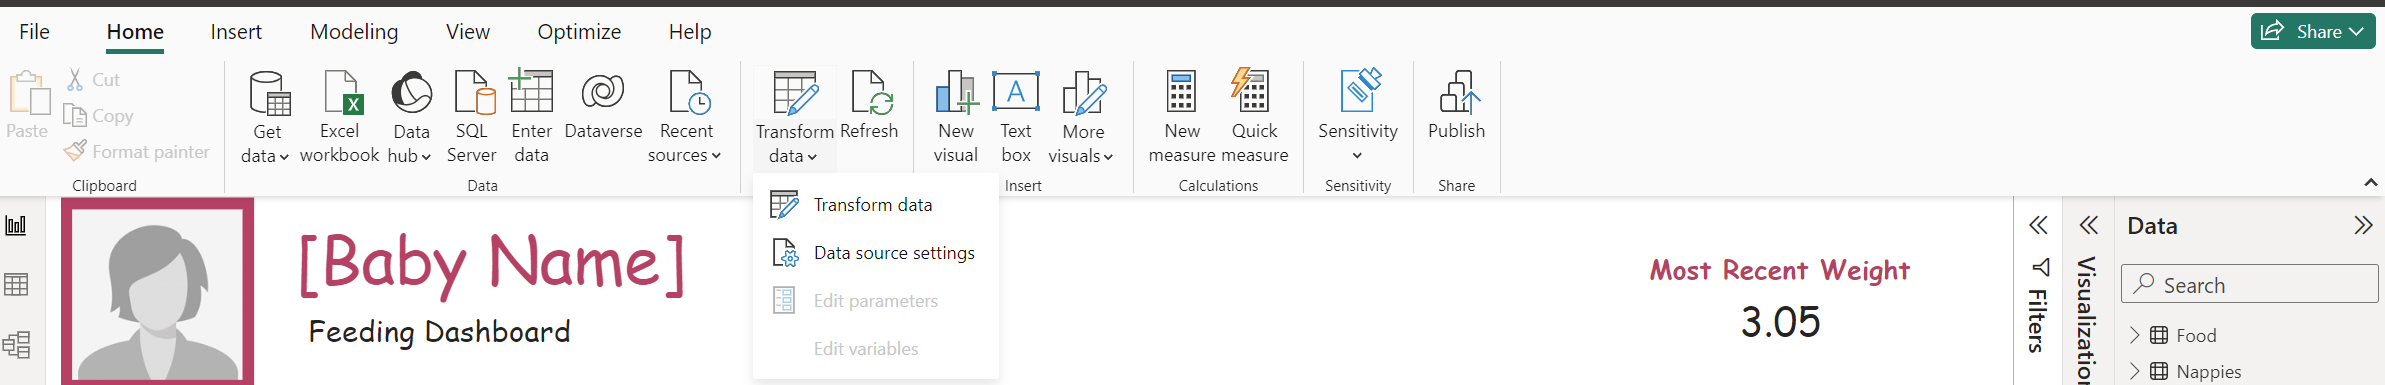 File Home Insert Modeling View Optimize Help Share
Paste
Cut
Copy
Format painter
Clipboard
Get data
Excel workbook
Data hub
SQL Server
Enter data
Dataverse
Recent sources
Data
Transform data
Refresh
New visual
Text box
More visuals
Insert
New measure
Quick measure
Calculations
Sensitivity
Sensitivity
Publish
Share
Transform data
Data source settings
Edit parameters
Edit variables
[Baby Name]
Feeding Dashboard
Most Recent Weight
3.05
Filters
Visualizatio
Data
Search
Food
Nappies